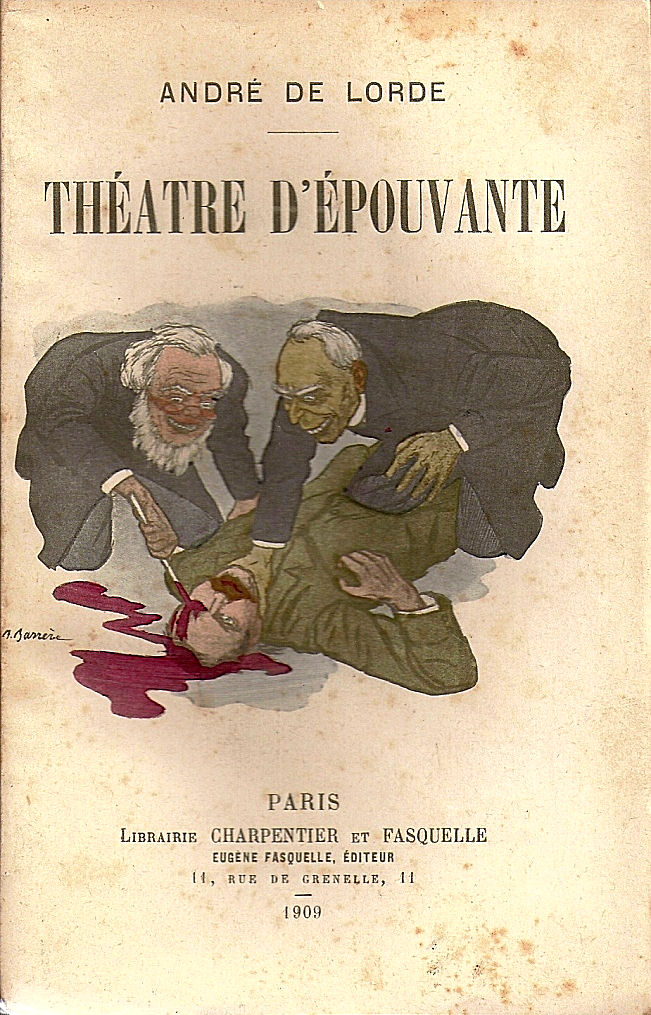 ANDRÉ DE LORDE
THÉATRE D'ÉPOUVANTE
A. Barrère
PARIS
LIBRAIRIE CHARPENTIER ET FASQUELLE
EUGÈNE FASQUELLE, ÉDITEUR
11, RUE DE GRENELLE, 11
1909